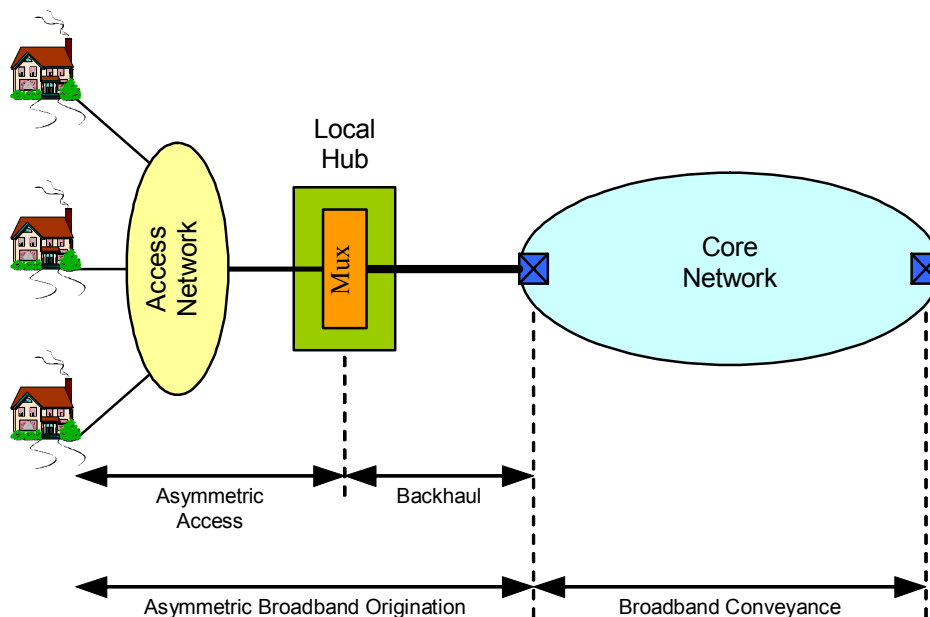 Local
Hub
Access
Network
Mux
Core
Network
Asymmetric
Access
Backhaul
Asymmetric Broadband Origination
Broadband Conveyance